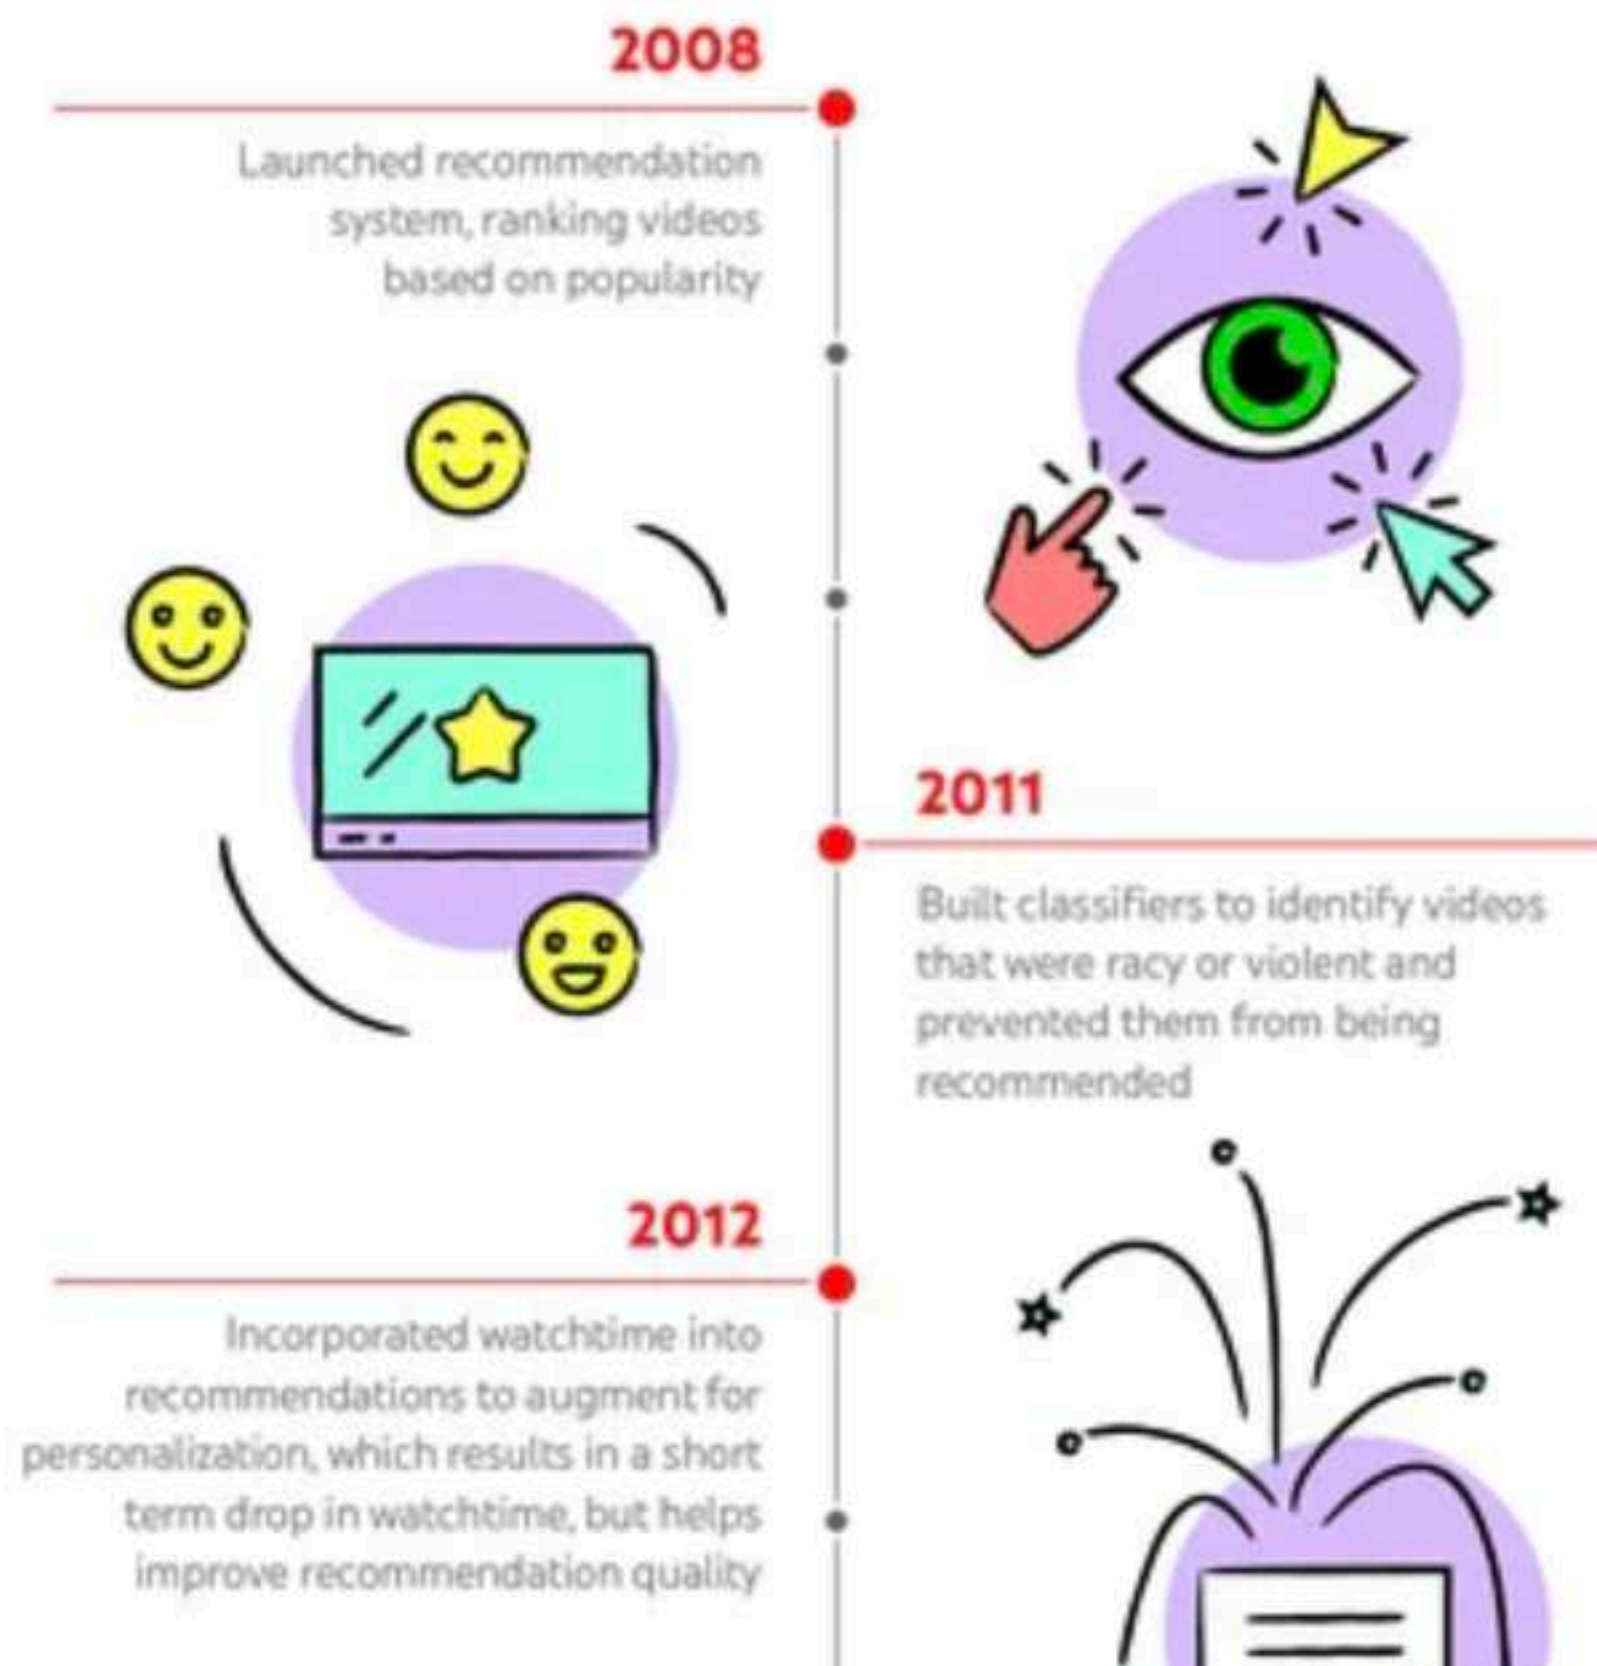 2008
Launched recommendation
system, ranking videos
based on popularity
2011
Built classifiers to identify videos
that were racy or violent and
prevented them from being
recommended
2012
Incorporated watchtime into
recommendations to augment for
personalization, which results in a short
term drop in watchtime, but helps
improve recommendation quality